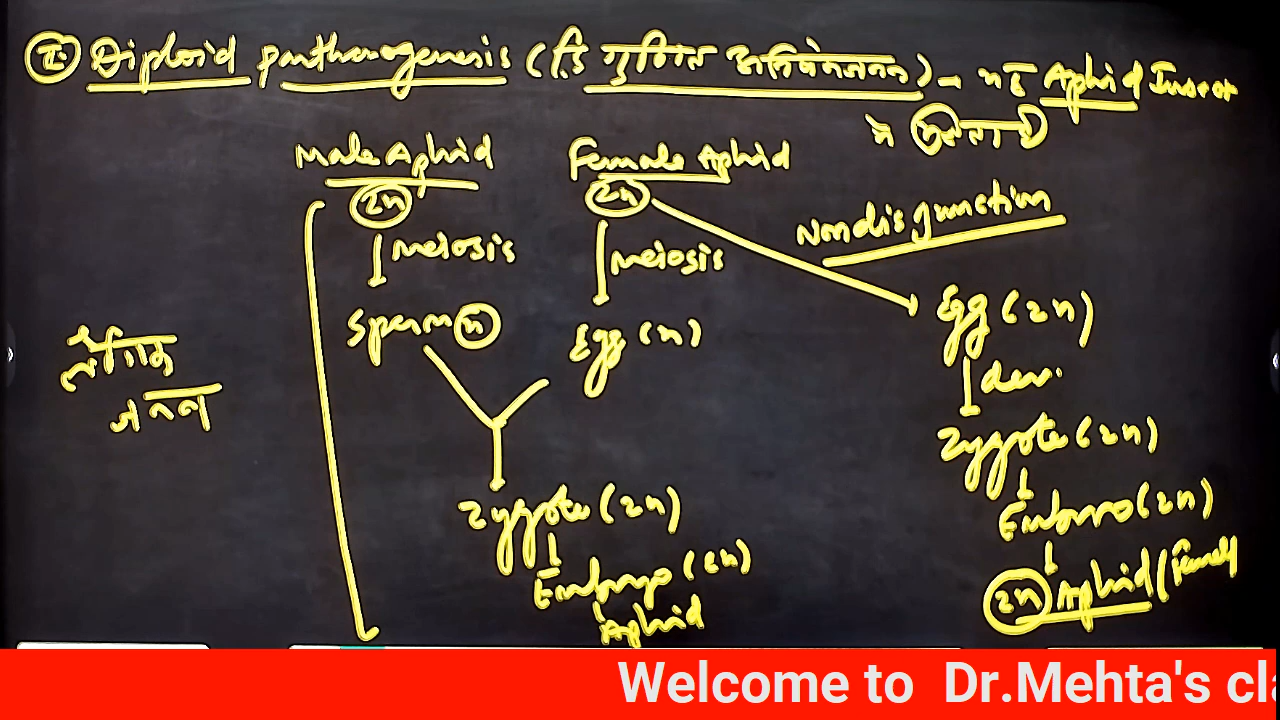 II Diploid parthenogenesis (द्विगुणित अनिषेकजनन) - यह Aphid Insect
में
Male Aphid Female Aphid
2n 2n
Nondisjunction
Meiosis Meiosis
Sperm n Egg (n) Egg (2n)
लैंगिक
जनन
dev.
Zygote (2n)
Zygote (2n)
Embryo (2n)
Embryo (2n)
Aphid
2n Aphid (Female
Welcome to Dr.Mehta's cla